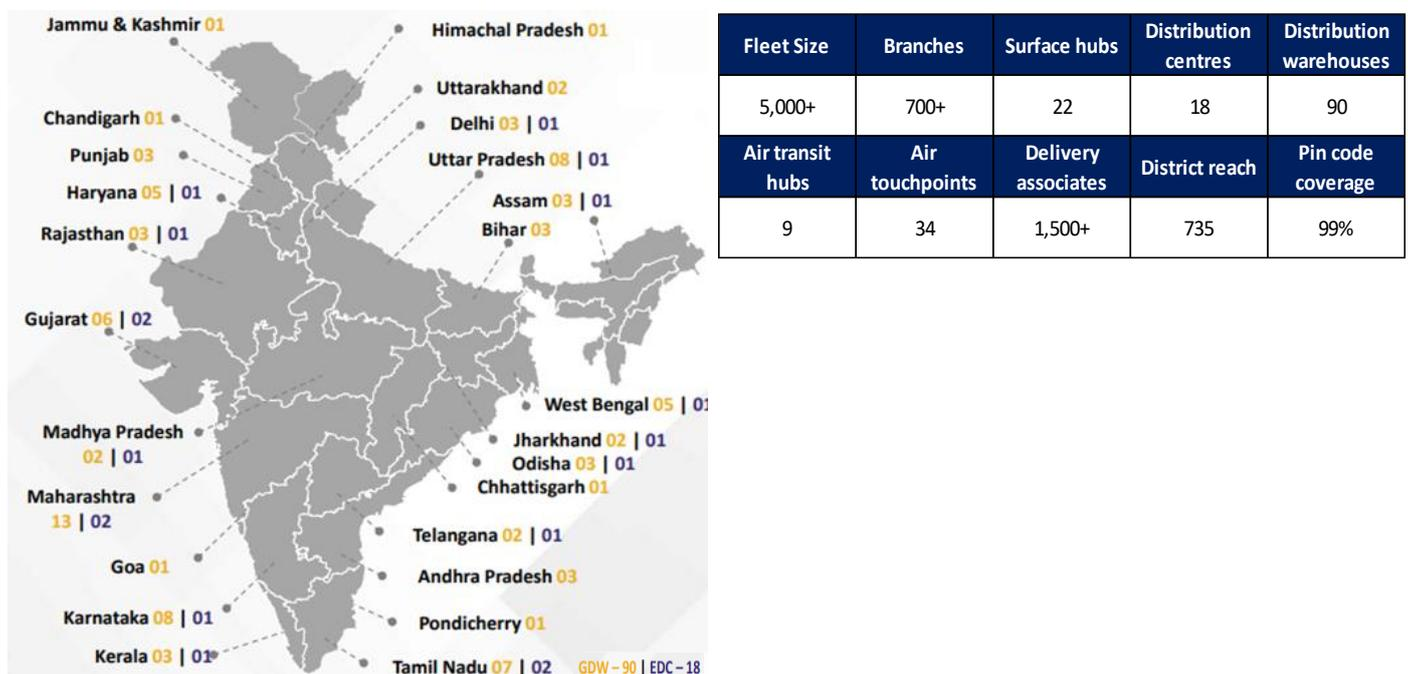 Jammu & Kashmir 01
Himachal Pradesh 01
Uttarakhand 02
Chandigarh 01
Delhi 03 | 01
Punjab 03
Uttar Pradesh 08 | 01
Haryana 05 | 01
Assam 03 | 01
Rajasthan 03 | 01
Bihar 03
Gujarat 06 | 02
West Bengal 05 | 01
Madhya Pradesh
02 | 01
Jharkhand 02 | 01
Odisha 03 | 01
Chhattisgarh 01
Maharashtra
13 | 02
Telangana 02 | 01
Goa 01
Andhra Pradesh 03
Karnataka 08 | 01
Pondicherry 01
Kerala 03 | 01
Tamil Nadu 07 | 02
GDW – 90 | EDC – 18
Fleet Size
Branches
Surface hubs
Distribution
centres
Distribution
warehouses
5,000+
700+
22
18
90
Air transit
hubs
Air
touchpoints
Delivery
associates
District reach
Pin code
coverage
9
34
1,500+
735
99%